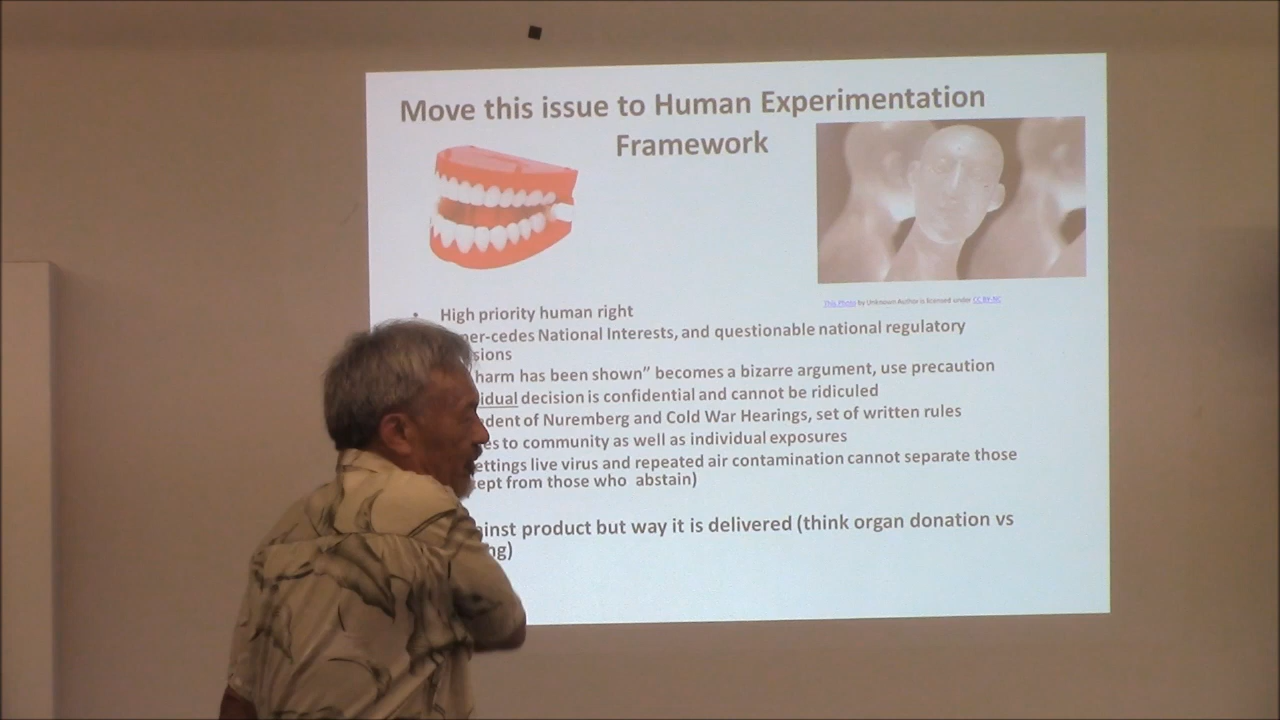 Move this issue to Human Experimentation
Framework
This Photo by Unknown Author is licensed under CC BY-NC
• High priority human right
er-cedes National Interests, and questionable national regulatory
sions
harm has been shown” becomes a bizarre argument, use precaution
idual decision is confidential and cannot be ridiculed
dent of Nuremberg and Cold War Hearings, set of written rules
es to community as well as individual exposures
ettings live virus and repeated air contamination cannot separate those
ept from those who abstain)
inst product but way it is delivered (think organ donation vs
ng)